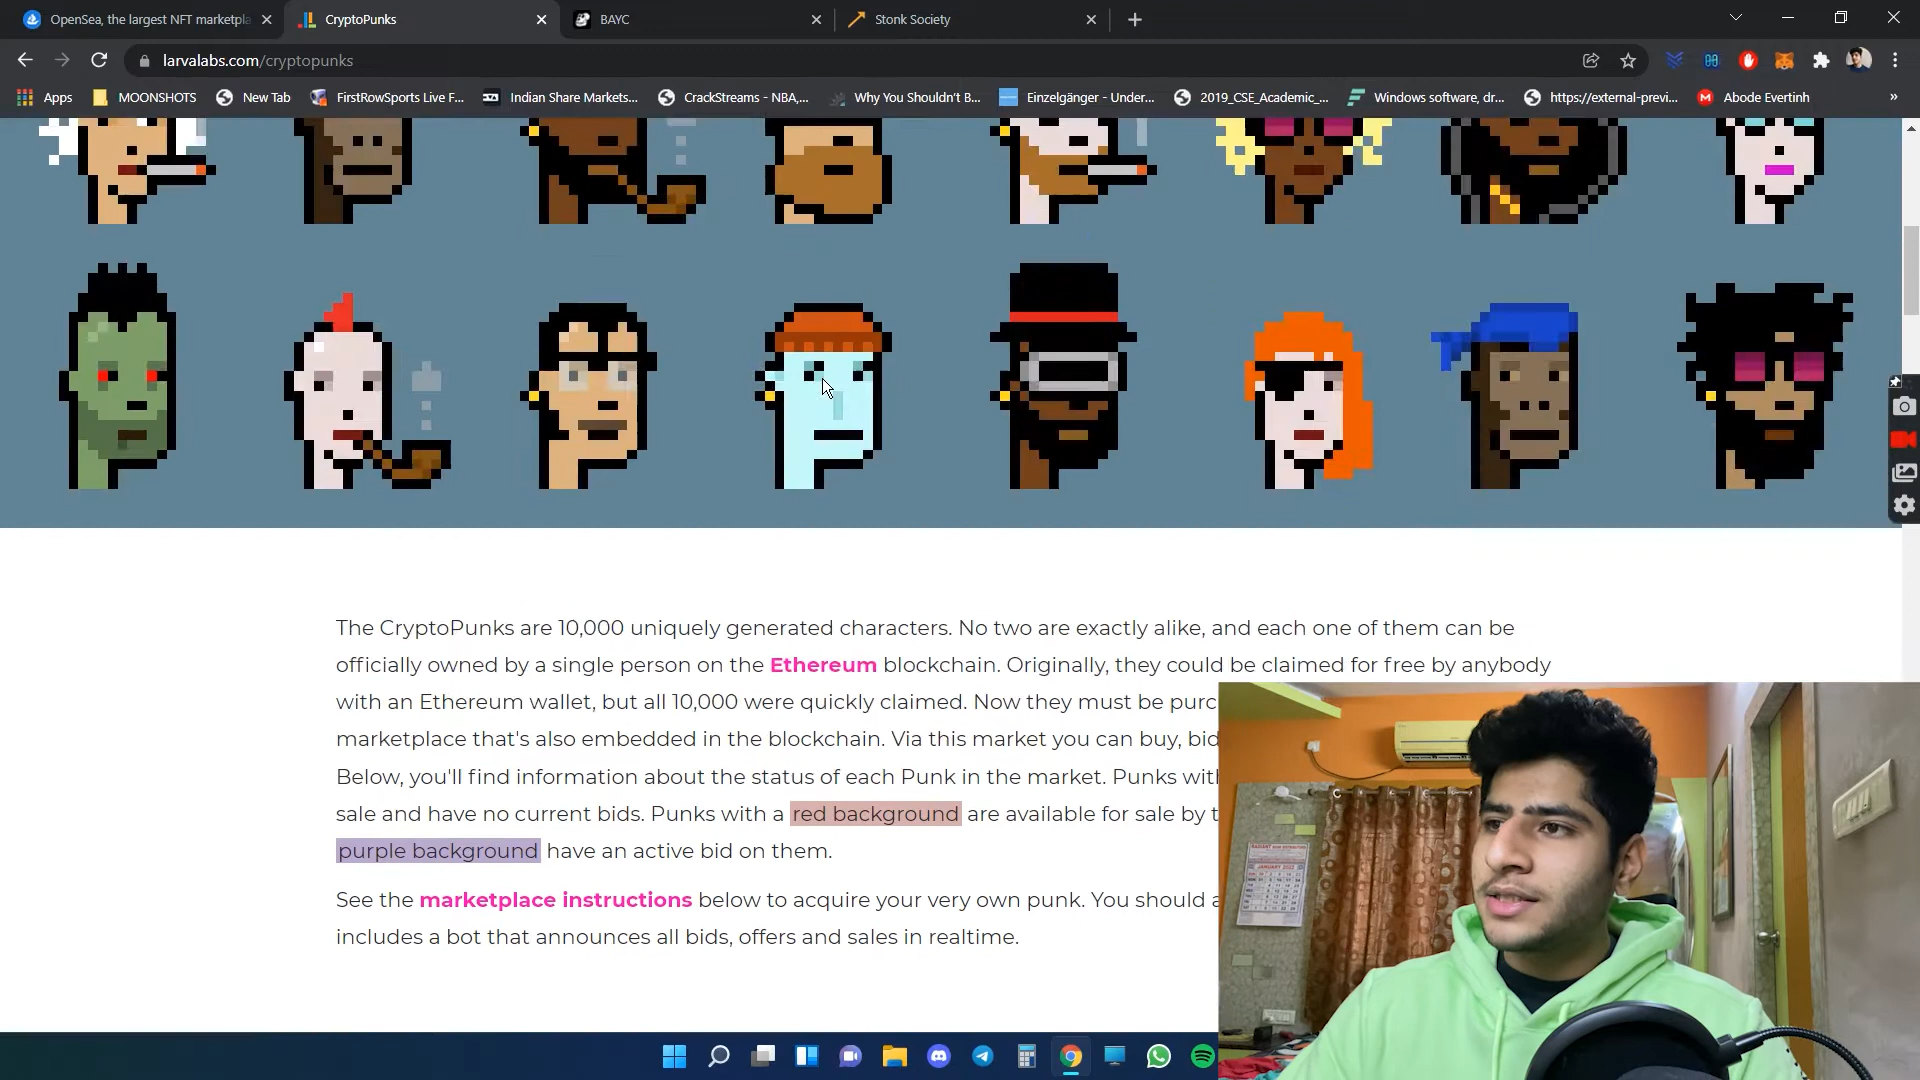 OpenSea, the largest NFT marketpla
CryptoPunks
BAYC
Stonk Society
larvalabs.com/cryptopunks
Apps
MOONSHOTS
New Tab
FirstRowSports Live F...
Indian Share Markets...
CrackStreams - NBA,...
Why You Shouldn't B...
Einzelgänger - Under...
2019_CSE_Academic_...
Windows software, dr...
https://external-previ...
Abode Evertinh
»
The CryptoPunks are 10,000 uniquely generated characters. No two are exactly alike, and each one of them can be
officially owned by a single person on the Ethereum blockchain. Originally, they could be claimed for free by anybody
with an Ethereum wallet, but all 10,000 were quickly claimed. Now they must be purc
marketplace that's also embedded in the blockchain. Via this market you can buy, bid
Below, you'll find information about the status of each Punk in the market. Punks with
sale and have no current bids. Punks with a red background are available for sale by t
purple background have an active bid on them.
See the marketplace instructions below to acquire your very own punk. You should a
includes a bot that announces all bids, offers and sales in realtime.
JANUARY 2022